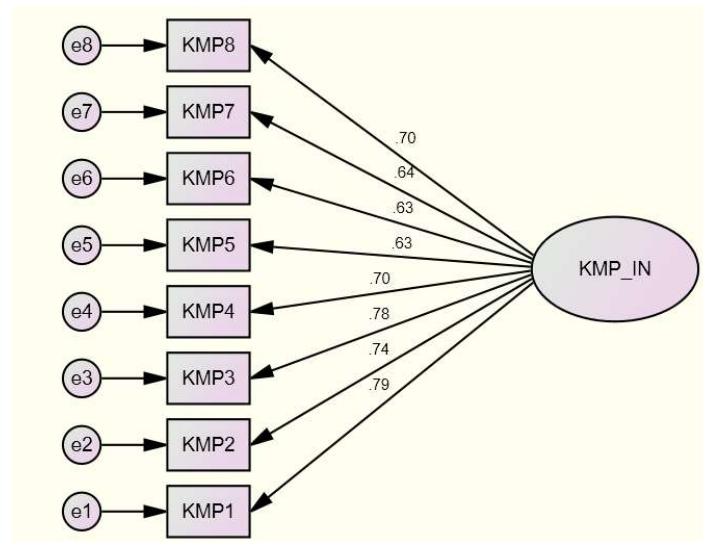 e8 KMP8
e7 KMP7
.70
.64
e6 KMP6
.63
e5 KMP5
.63
KMP_IN
.70
e4 KMP4
.78
.74
e3 KMP3
.79
e2 KMP2
e1 KMP1